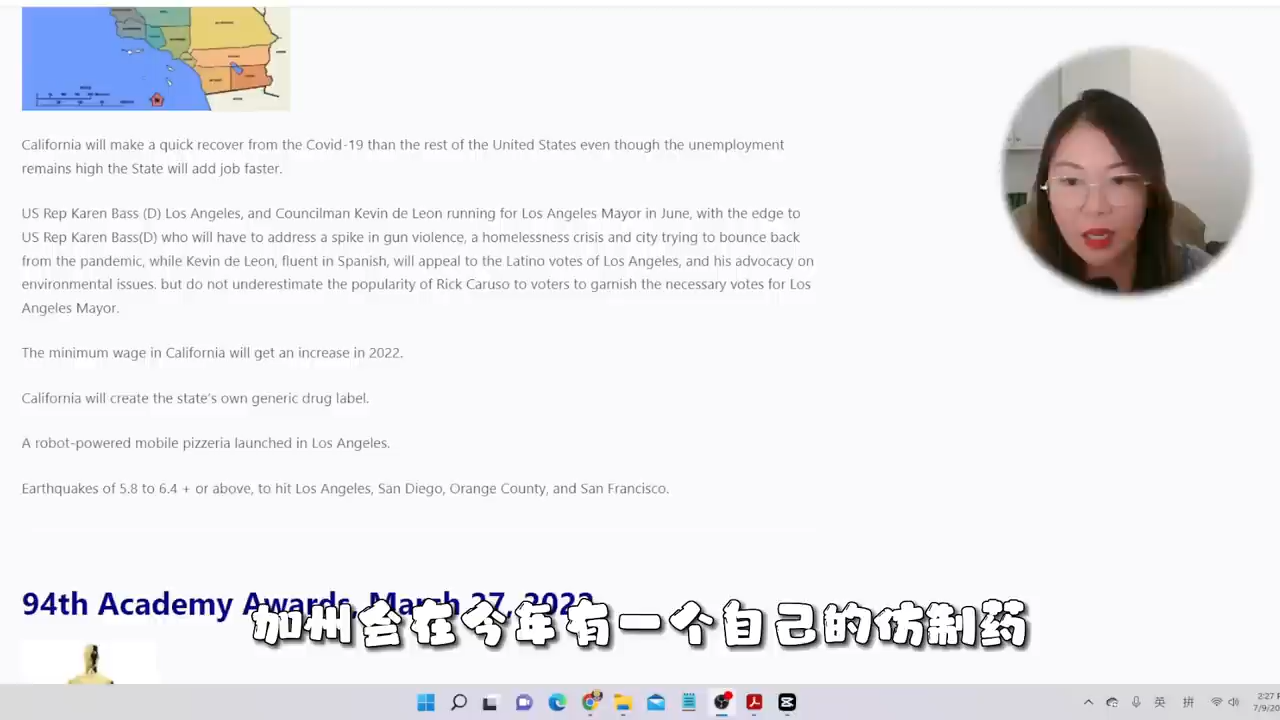 California will make a quick recover from the Covid-19 than the rest of the United States even though the unemployment
remains high the State will add job faster.
US Rep Karen Bass (D) Los Angeles, and Councilman Kevin de Leon running for Los Angeles Mayor in June, with the edge to
US Rep Karen Bass(D) who will have to address a spike in gun violence, a homelessness crisis and city trying to bounce back
from the pandemic, while Kevin de Leon, fluent in Spanish, will appeal to the Latino votes of Los Angeles, and his advocacy on
environmental issues. but do not underestimate the popularity of Rick Caruso to voters to garnish the necessary votes for Los
Angeles Mayor.
The minimum wage in California will get an increase in 2022.
California will create the state's own generic drug label.
A robot-powered mobile pizzeria launched in Los Angeles.
Earthquakes of 5.8 to 6.4 + or above, to hit Los Angeles, San Diego, Orange County, and San Francisco.
94th Academy Awards, March 27, 2022
加州会在今年有一个自己的仿制药
英 拼
2:27
7/9/20